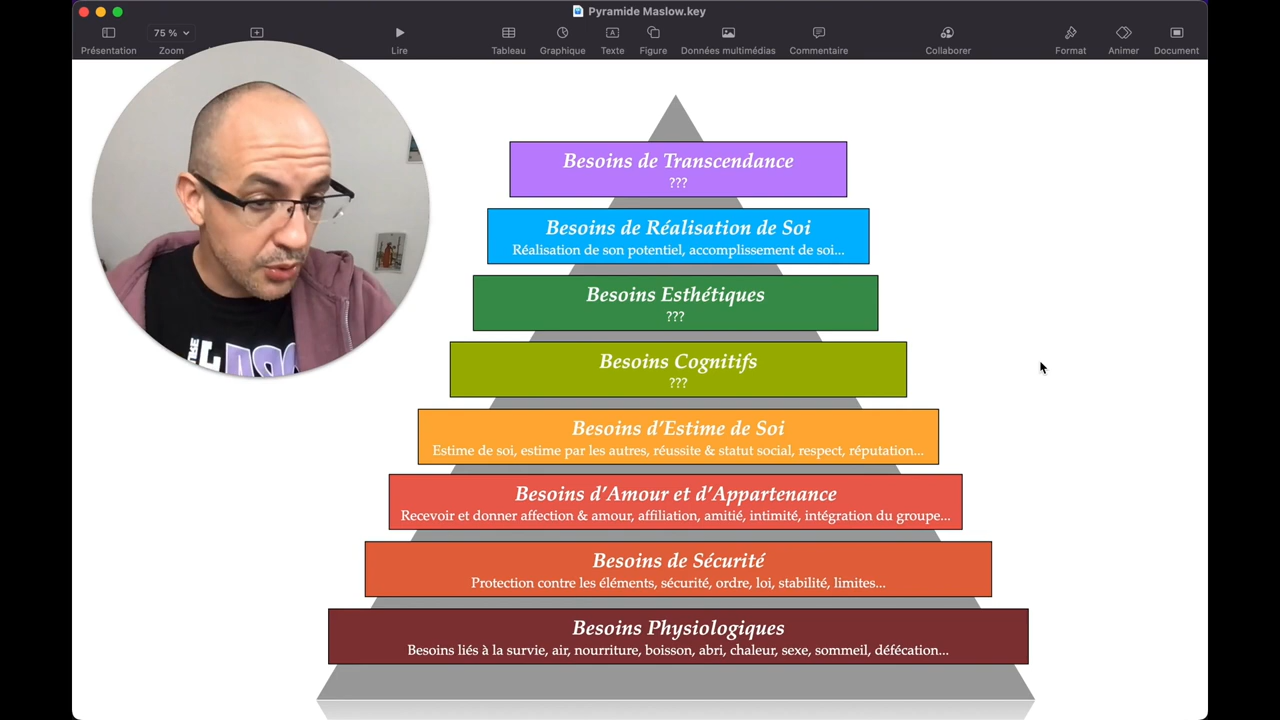 Pyramide Maslow.key
Présentation
75 %
Zoom
Lire
Tableau
Graphique
Texte
Figure
Données multimédias
Commentaire
Collaborer
Format
Animer
Document
Besoins de Transcendance
???
Besoins de Réalisation de Soi
Réalisation de son potentiel, accomplissement de soi...
Besoins Esthétiques
???
Besoins Cognitifs
???
Besoins d'Estime de Soi
Estime de soi, estime par les autres, réussite & statut social, respect, réputation...
Besoins d'Amour et d'Appartenance
Recevoir et donner affection & amour, affiliation, amitié, intimité, intégration du groupe...
Besoins de Sécurité
Protection contre les éléments, sécurité, ordre, loi, stabilité, limites...
Besoins Physiologiques
Besoins liés à la survie, air, nourriture, boisson, abri, chaleur, sexe, sommeil, défécation...